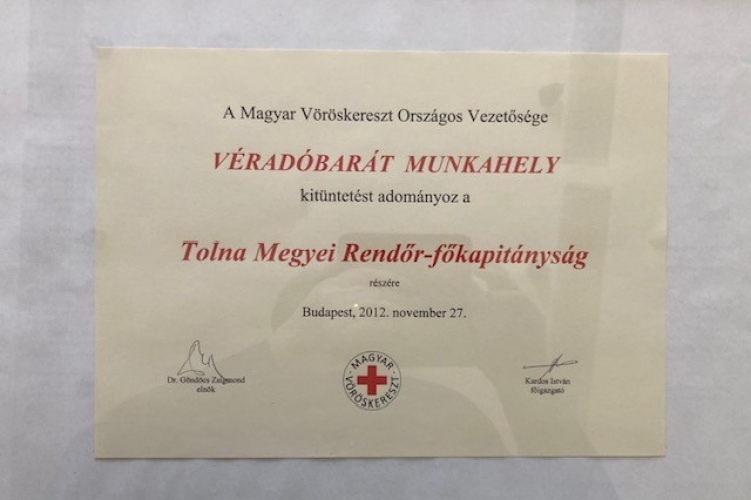 A Magyar Vöröskereszt Országos Vezetősége
VÉRADÓBARÁT MUNKAHELY
kitüntetést adományoz a
Tolna Megyei Rendőr-főkapitányság
részére
Budapest, 2012. november 27.
Dr. Göndöcs Zsigmond
elnök
MAGYAR VÖRÖSKERESZT
Kardos István
főigazgató